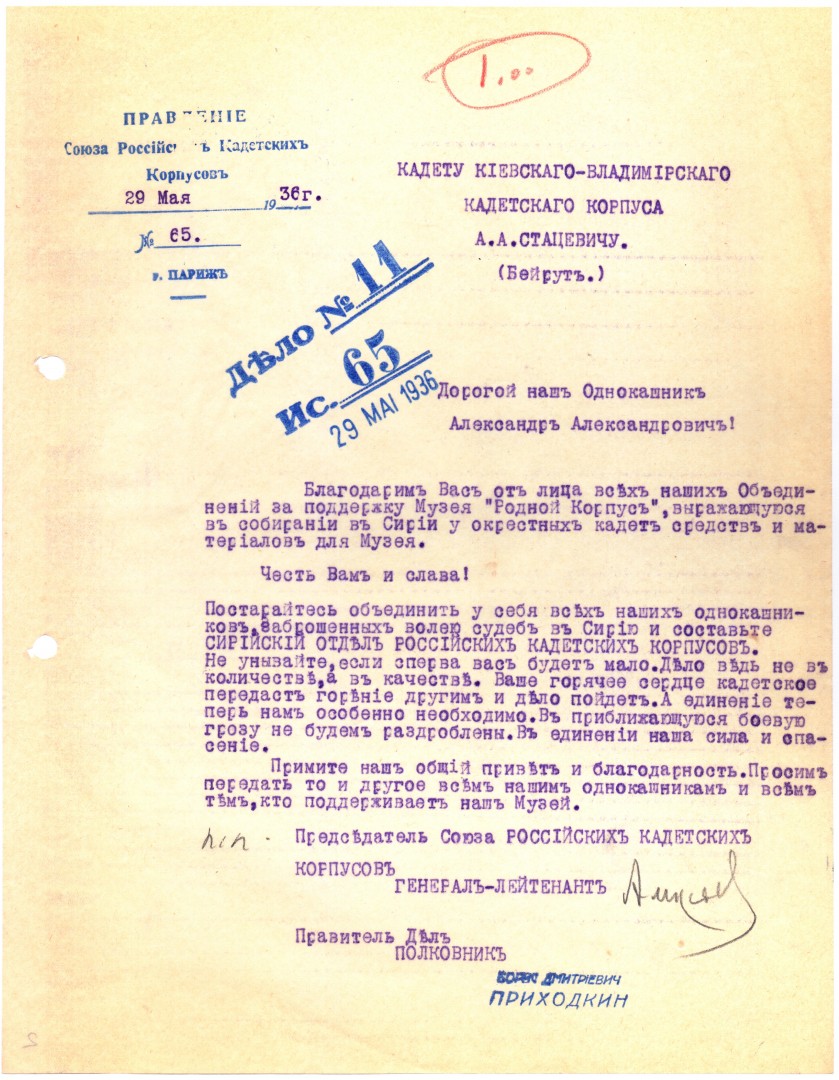 1,00
ПРАВЛЕНІЕ
Союза Россійскихъ Кадетскихъ
Корпусовъ
29 Мая 1936г.
№ 65.
г. ПАРИЖЪ
КАДЕТУ КІЕВСКАГО-ВЛАДИМІРСКАГО
КАДЕТСКАГО КОРПУСА
А.А.СТАЦЕВИЧУ.
(Бейрутъ.)
ДѢЛО № 11
Ис. 65
29 MAI 1936
Дорогой нашъ Однокашникъ
Александръ Александровичъ!
Благодаримъ Васъ отъ лица всѣхъ нашихъ Объеди-
неній за поддержку Музея "Родной Корпусъ",выражающуюся
въ собираніи въ Сиріи у окрестныхъ кадетъ средствъ и ма-
теріаловъ для Музея.
Честь Вамъ и слава!
Постарайтесь объединить у себя всѣхъ нашихъ однокашни-
ковъ,заброшенныхъ волею судебъ въ Сирію и составьте
СИРІЙСКІЙ ОТДѢЛЪ РОССІЙСКИХЪ КАДЕТСКИХЪ КОРПУСОВЪ.
Не унывайте,если сперва васъ будетъ мало.Дѣло вѣдь не въ
количествѣ,а въ качествѣ. Ваше горячее сердце кадетское
передастъ горѣніе другимъ и дѣло пойдетъ.А единеніе те-
перь намъ особенно необходимо.Въ приближающуюся боевую
грозу не будемъ раздроблены.Въ единеніи наша сила и спа-
сеніе.
Примите нашъ общій привѣтъ и благодарность.Просимъ
передать то и другое всѣмъ нашимъ однокашникамъ и всѣмъ
тѣмъ,кто поддерживаетъ нашъ Музей.
п.п. Предсѣдатель Союза РОССІЙСКИХЪ КАДЕТСКИХЪ
КОРПУСОВЪ
ГЕНЕРАЛЪ-ЛЕЙТЕНАНТЪ
Правитель Дѣлъ
ПОЛКОВНИКЪ
БОРИС ДМИТРІЕВИЧ
ПРИХОДКИН
2